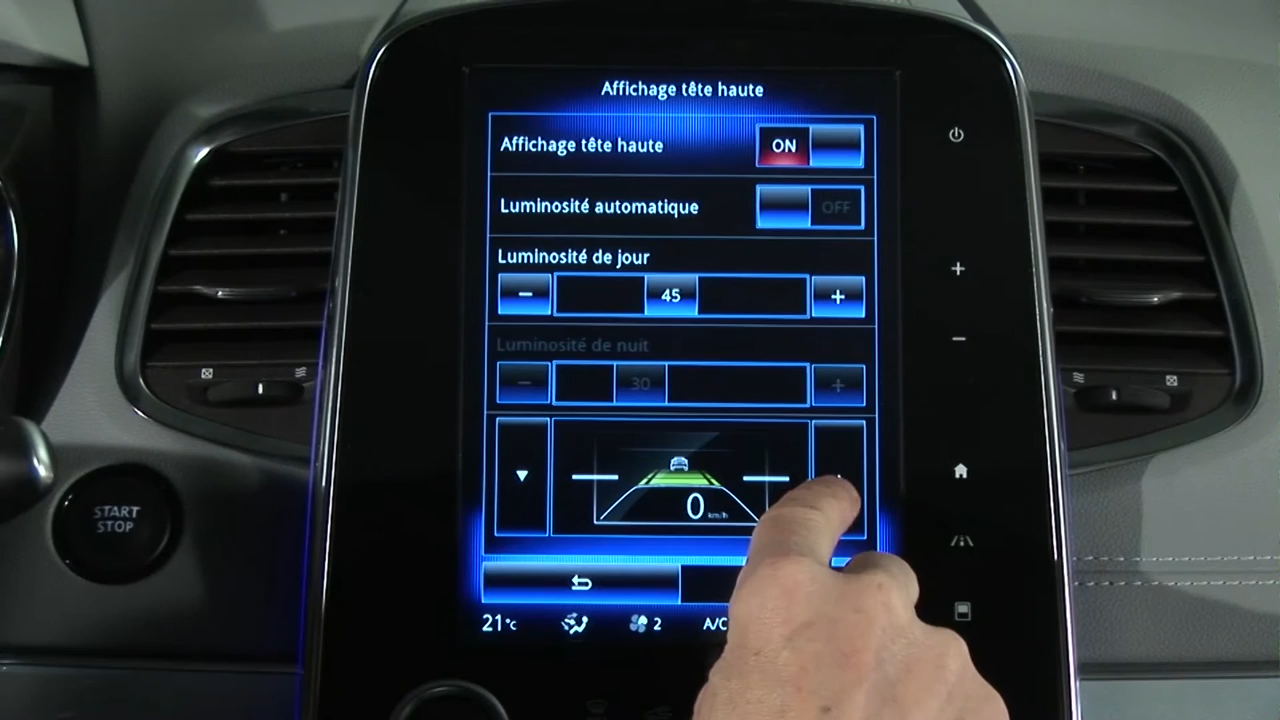 Affichage tête haute
Affichage tête haute ON
Luminosité automatique OFF
Luminosité de jour
− 45 +
Luminosité de nuit
− 30 +
0 km/h
START
STOP
21°C 2 A/C